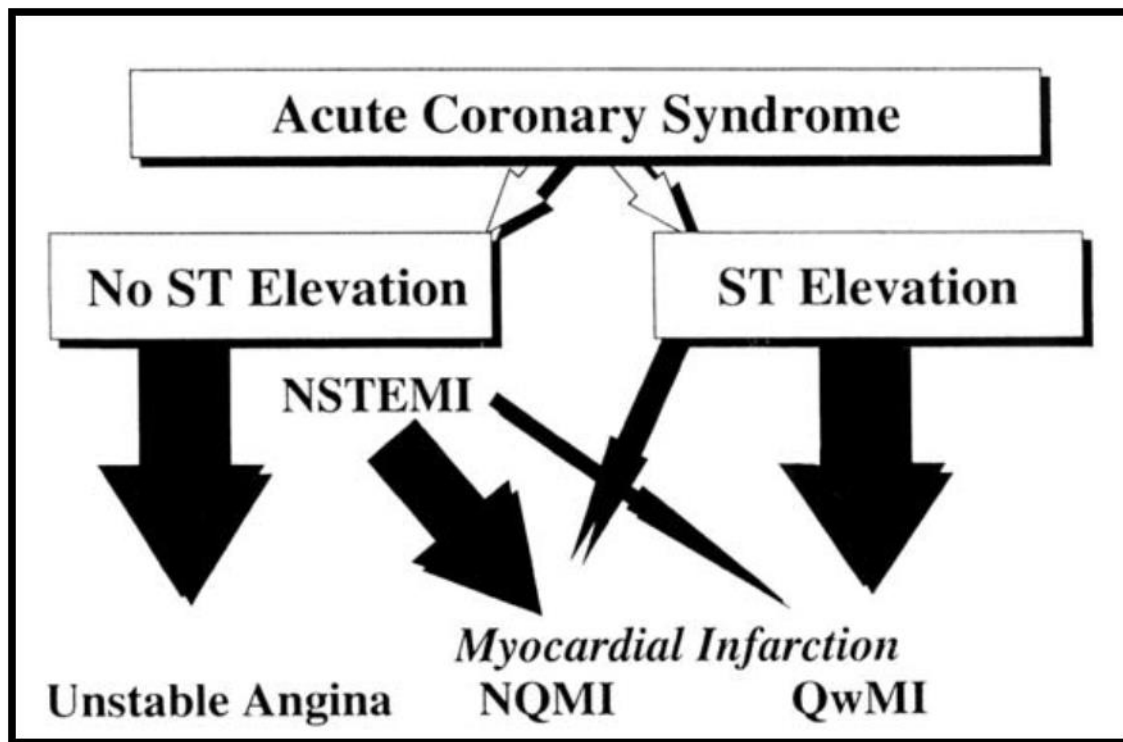 Acute Coronary Syndrome
No ST Elevation
ST Elevation
NSTEMI
Myocardial Infarction
Unstable Angina
NQMI
QwMI